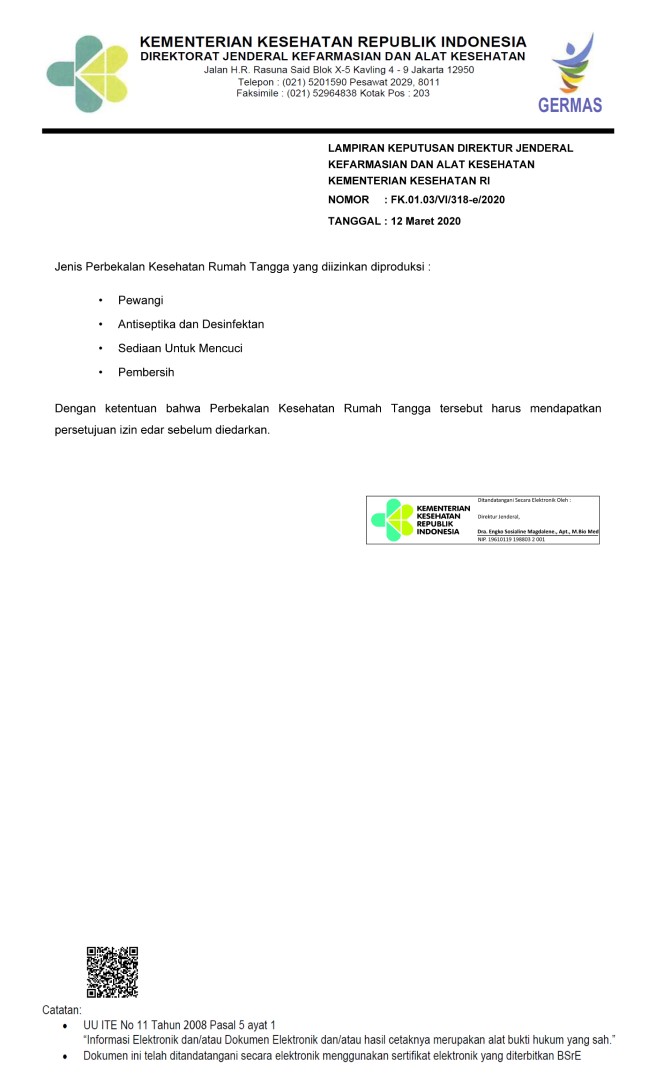 KEMENTERIAN KESEHATAN REPUBLIK INDONESIA
DIREKTORAT JENDERAL KEFARMASIAN DAN ALAT KESEHATAN
Jalan H.R. Rasuna Said Blok X-5 Kavling 4 - 9 Jakarta 12950
Telepon : (021) 5201590 Pesawat 2029, 8011
Faksimile : (021) 52964838 Kotak Pos : 203
GERMAS
LAMPIRAN KEPUTUSAN DIREKTUR JENDERAL
KEFARMASIAN DAN ALAT KESEHATAN
KEMENTERIAN KESEHATAN RI
NOMOR : FK.01.03/VI/318-e/2020
TANGGAL : 12 Maret 2020
Jenis Perbekalan Kesehatan Rumah Tangga yang diizinkan diproduksi :
• Pewangi
• Antiseptika dan Desinfektan
• Sediaan Untuk Mencuci
• Pembersih
Dengan ketentuan bahwa Perbekalan Kesehatan Rumah Tangga tersebut harus mendapatkan
persetujuan izin edar sebelum diedarkan.
KEMENTERIAN
KESEHATAN
REPUBLIK
INDONESIA
Ditandatangani Secara Elektronik Oleh :
Direktur Jenderal,
Dra. Engko Sosialine Magdalene., Apt., M.Bio Med
NIP. 19610119 198803 2 001
Catatan:
• UU ITE No 11 Tahun 2008 Pasal 5 ayat 1
“Informasi Elektronik dan/atau Dokumen Elektronik dan/atau hasil cetaknya merupakan alat bukti hukum yang sah.”
• Dokumen ini telah ditandatangani secara elektronik menggunakan sertifikat elektronik yang diterbitkan BSrE